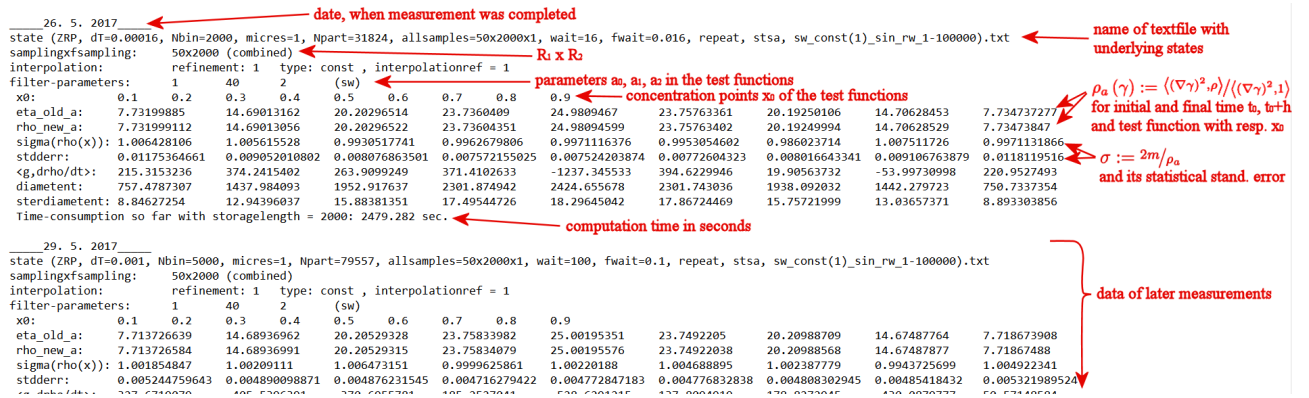 _____26. 5. 2017_____ date, when measurement was completed
state (ZRP, dT=0.00016, Nbin=2000, micres=1, Npart=31824, allsamples=50x2000x1, wait=16, fwait=0.016, repeat, stsa, sw_const(1)_sin_rw_1-100000).txt name of textfile with underlying states
samplingxfsampling: 50x2000 (combined) R₁ x R₂
interpolation: refinement: 1 type: const , interpolationref = 1
filter-parameters: 1 40 2 (sw) parameters a₀, a₁, a₂ in the test functions
x0: 0.1 0.2 0.3 0.4 0.5 0.6 0.7 0.8 0.9 concentration points x₀ of the test functions
eta_old_a: 7.73199885 14.69013162 20.20296514 23.7360409 24.9809467 23.75763361 20.19250106 14.70628453 7.734737277
rho_new_a: 7.731999112 14.69013056 20.20296522 23.73604351 24.98094599 23.75763402 20.19249994 14.70628529 7.73473847
ρₐ (γ) := ⟨(∇γ)²,ρ⟩/⟨(∇γ)²,1⟩
for initial and final time t₀, t₀+h
and test function with resp. x₀
sigma(rho(x)): 1.006428106 1.005615528 0.9930517741 0.9962679806 0.9971116376 0.9953054602 0.986023714 1.007511726 0.9971131866
stderr: 0.01175364661 0.009052010802 0.008206863501 0.007572155025 0.007524203874 0.00772604323 0.008016643341 0.009106763879 0.0118119516
σ := 2m/ρₐ
and its statistical stand. error
<g,drho/dt>: 215.3153236 374.2415402 263.9099249 371.4102633 -1237.345533 394.6229946 19.90563732 -53.99730998 220.9527493
diametent: 757.4787307 1437.984093 1952.917637 2301.874942 2424.655678 2301.743036 1938.092032 1442.279723 750.7337354
sterdiametent: 8.84627254 12.94396037 15.88381351 17.49544726 18.29645042 17.86724469 15.75721999 13.03657371 8.893303856
Time-consumption so far with storagelength = 2000: 2479.282 sec. computation time in seconds
_____29. 5. 2017_____
state (ZRP, dT=0.001, Nbin=5000, micres=1, Npart=79557, allsamples=50x2000x1, wait=100, fwait=0.1, repeat, stsa, sw_const(1)_sin_rw_1-100000).txt
samplingxfsampling: 50x2000 (combined)
interpolation: refinement: 1 type: const , interpolationref = 1
data of later measurements
filter-parameters: 1 40 2 (sw)
x0: 0.1 0.2 0.3 0.4 0.5 0.6 0.7 0.8 0.9
eta_old_a: 7.713726639 14.68936962 20.20529328 23.75833982 25.00195351 23.7492205 20.20988709 14.67487764 7.718673908
rho_new_a: 7.713726584 14.68936991 20.20529315 23.75834079 25.00195576 23.74922038 20.20988568 14.67487877 7.71867488
sigma(rho(x)): 1.001854847 1.00209111 1.006473151 0.9999625861 1.00220188 1.004688895 1.002387779 0.9943725699 1.004922341
stderr: 0.005244759643 0.004890098871 0.004876231545 0.004716279422 0.004772847183 0.004776832838 0.004808302945 0.00485418432 0.005321989524